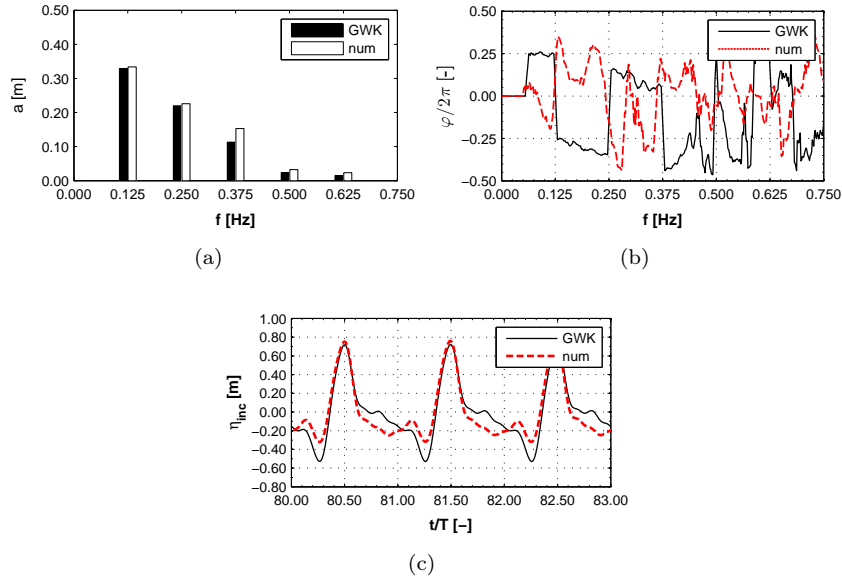 0.50
0.40
0.30
0.20
0.10
0.00
a [m]
0.000 0.125 0.250 0.375 0.500 0.625 0.750
f [Hz]
GWK
num
(a)
0.50
0.25
0.00
−0.25
−0.50
φ/2π [-]
0.000 0.125 0.250 0.375 0.500 0.625 0.750
f [Hz]
GWK
num
(b)
1.00
0.80
0.60
0.40
0.20
0.00
−0.20
−0.40
−0.60
−0.80
ηinc [m]
80.00 80.50 81.00 81.50 82.00 82.50 83.00
t/T [−]
GWK
num
(c)